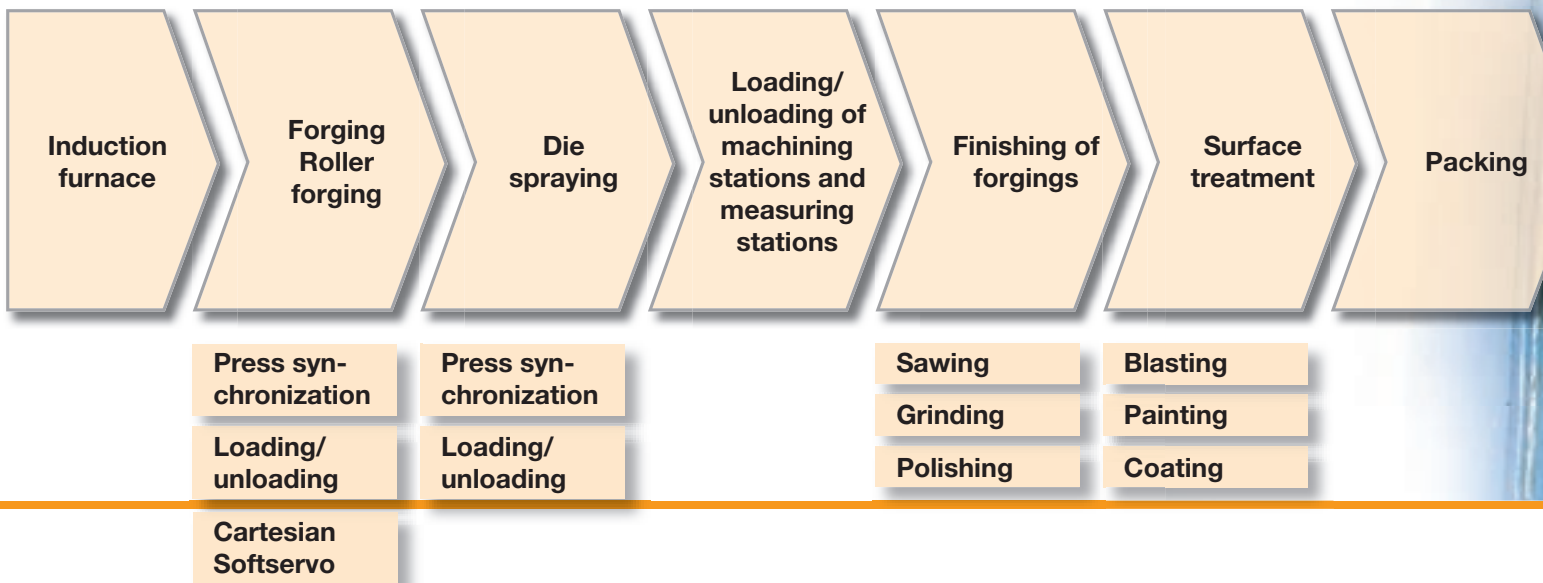 Induction
furnace
Forging
Roller
forging
Die
spraying
Loading/
unloading of
machining
stations and
measuring
stations
Finishing of
forgings
Surface
treatment
Packing
Press syn-
chronization
Loading/
unloading
Cartesian
Softservo
Press syn-
chronization
Loading/
unloading
Sawing
Grinding
Polishing
Blasting
Painting
Coating